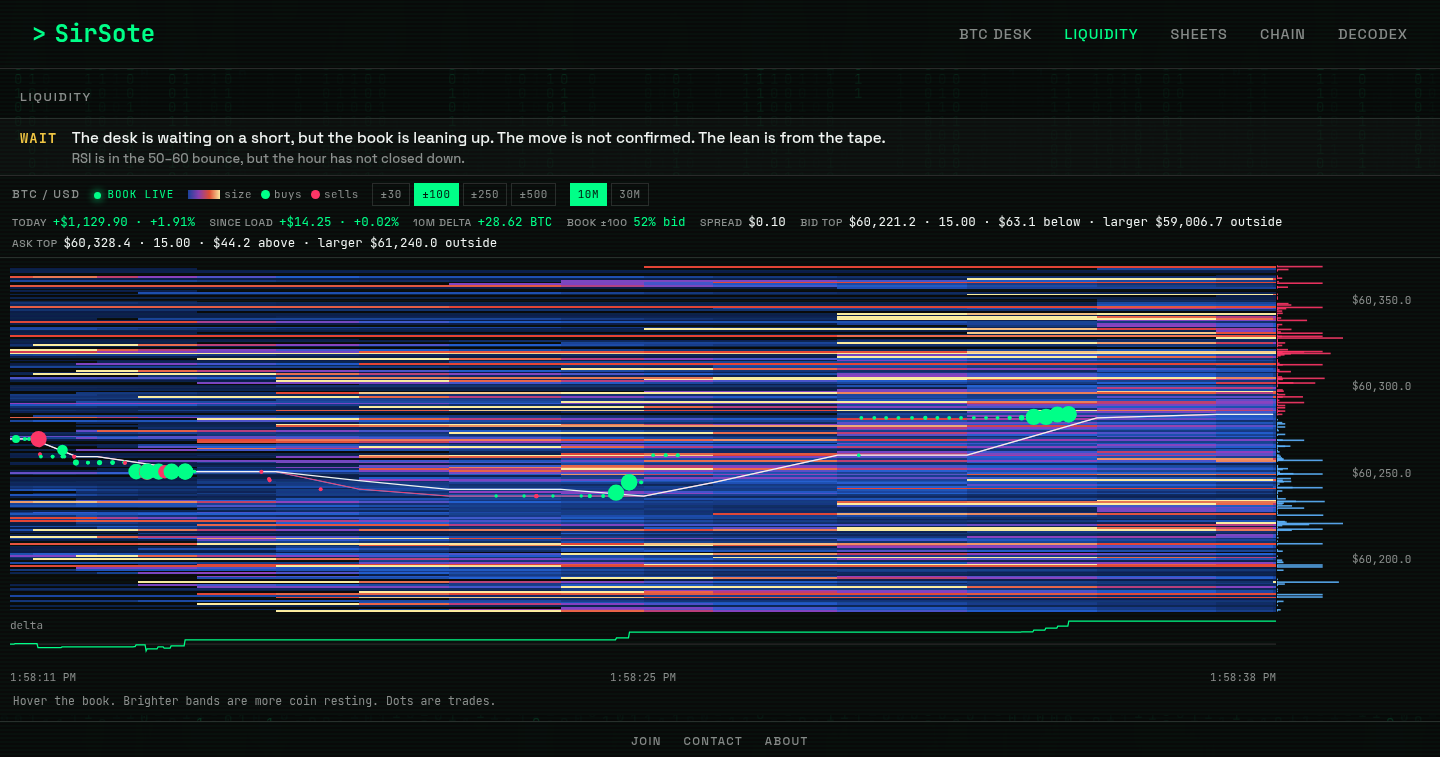 > SirSote
BTC DESK LIQUIDITY SHEETS CHAIN DECODEX
LIQUIDITY
WAIT The desk is waiting on a short, but the book is leaning up. The move is not confirmed. The lean is from the tape.
RSI is in the 50–60 bounce, but the hour has not closed down.
BTC / USD BOOK LIVE size buys sells ±30 ±100 ±250 ±500 10M 30M
TODAY +$1,129.90 · +1.91% SINCE LOAD +$14.25 · +0.02% 10M DELTA +28.62 BTC BOOK ±100 52% bid SPREAD $0.10 BID TOP $60,221.2 · 15.00 · $63.1 below · larger $59,006.7 outside
ASK TOP $60,328.4 · 15.00 · $44.2 above · larger $61,240.0 outside
$60,350.0
$60,300.0
$60,250.0
$60,200.0
delta
1:58:11 PM 1:58:25 PM 1:58:38 PM
Hover the book. Brighter bands are more coin resting. Dots are trades.
JOIN CONTACT ABOUT